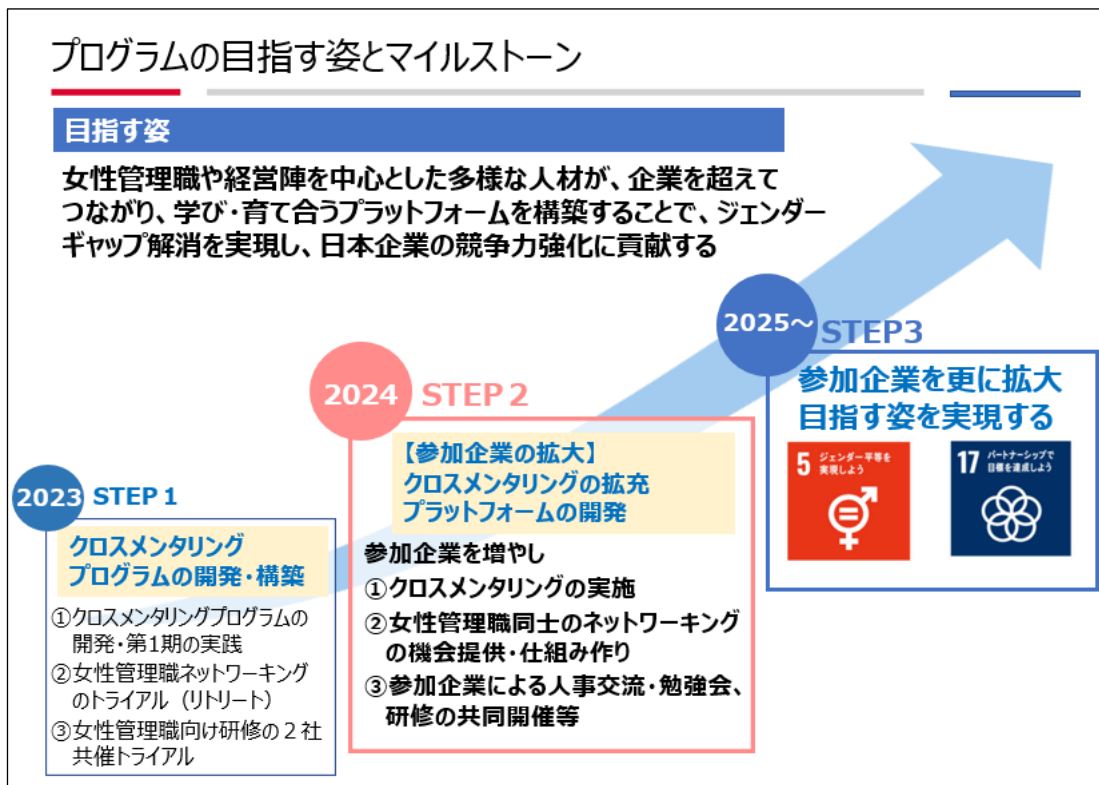 プログラムの目指す姿とマイルストーン
目指す姿
女性管理職や経営陣を中心とした多様な人材が、企業を超えて
つながり、学び・育て合うプラットフォームを構築することで、ジェンダー
ギャップ解消を実現し、日本企業の競争力強化に貢献する
2023 STEP 1
クロスメンタリング
プログラムの開発・構築
①クロスメンタリングプログラムの
開発・第1期の実践
②女性管理職ネットワーキング
のトライアル（リトリート）
③女性管理職向け研修の２社
共催トライアル
2024 STEP 2
【参加企業の拡大】
クロスメンタリングの拡充
プラットフォームの開発
参加企業を増やし
①クロスメンタリングの実施
②女性管理職同士のネットワーキング
の機会提供・仕組み作り
③参加企業による人事交流・勉強会、
研修の共同開催等
2025～ STEP3
参加企業を更に拡大
目指す姿を実現する
5 ジェンダー平等を
実現しよう
17 パートナーシップで
目標を達成しよう